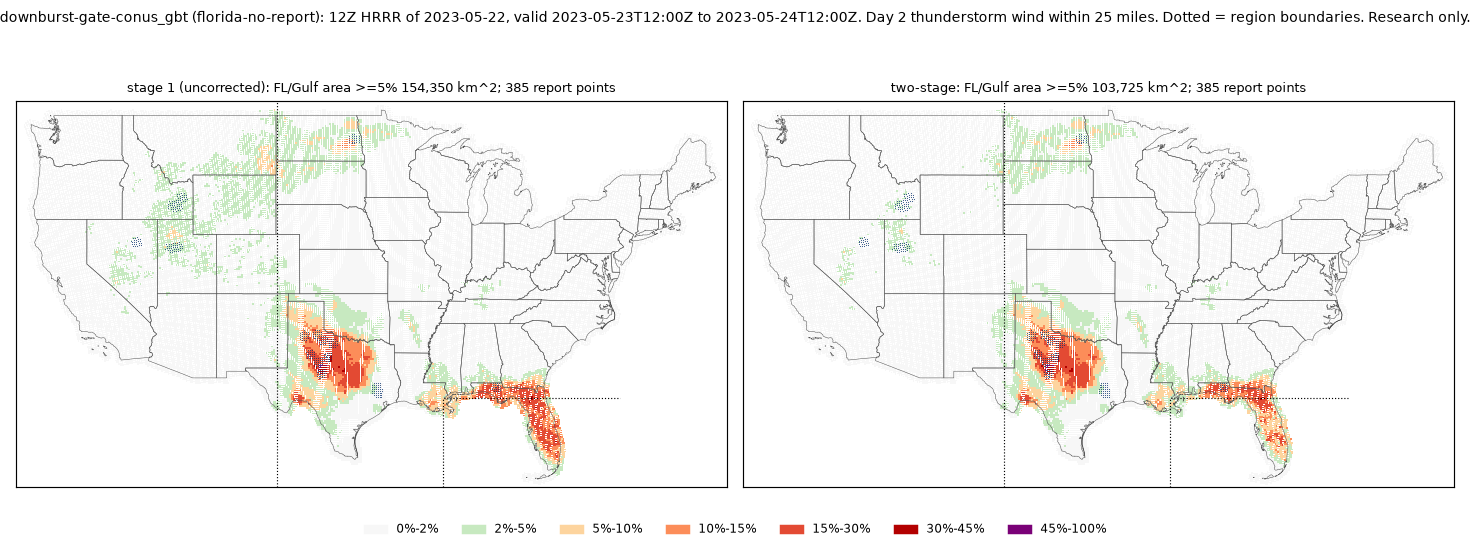 downburst-gate-conus_gbt (florida-no-report): 12Z HRRR of 2023-05-22, valid 2023-05-23T12:00Z to 2023-05-24T12:00Z. Day 2 thunderstorm wind within 25 miles. Dotted = region boundaries. Research only.
stage 1 (uncorrected): FL/Gulf area >=5% 154,350 km^2; 385 report points
two-stage: FL/Gulf area >=5% 103,725 km^2; 385 report points
0%-2% 2%-5% 5%-10% 10%-15% 15%-30% 30%-45% 45%-100%